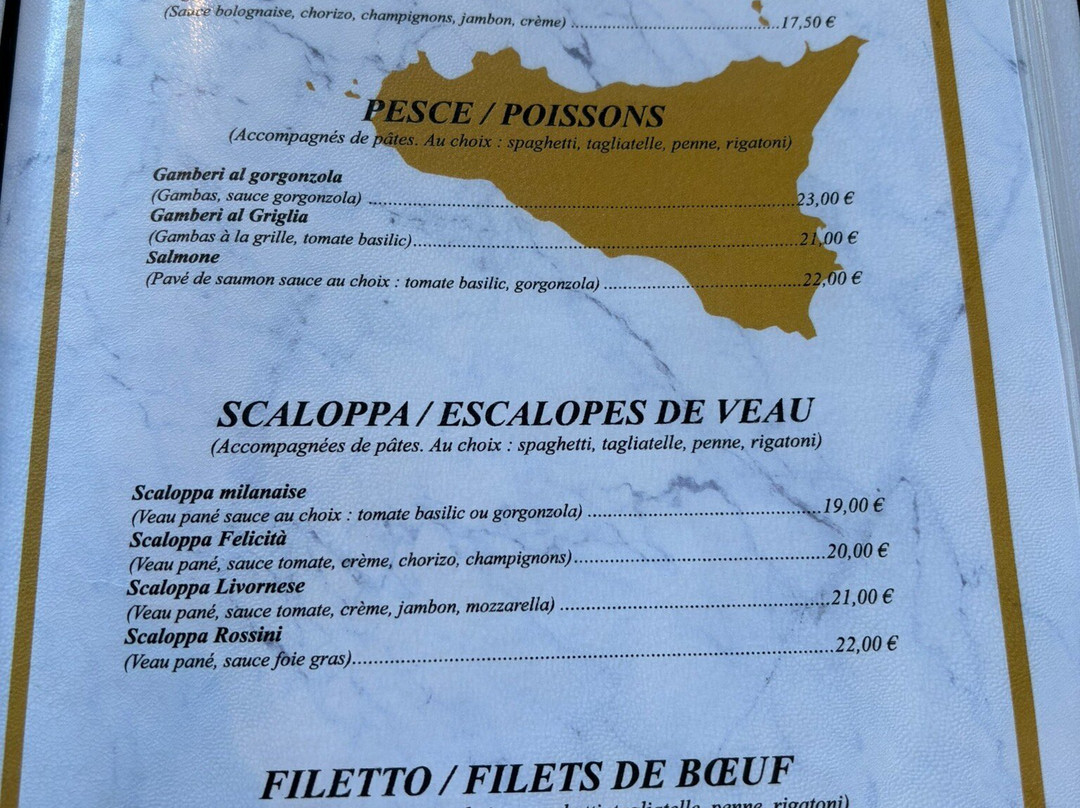 (Sauce bolognaise, chorizo, champignons, jambon, crème) ........................................17,50 €
PESCE / POISSONS
(Accompagnés de pâtes. Au choix : spaghetti, tagliatelle, penne, rigatoni)
Gamberi al gorgonzola
(Gambas, sauce gorgonzola) ........................................23,00 €
Gamberi al Griglia
(Gambas à la grille, tomate basilic)........................................21,00 €
Salmone
(Pavé de saumon sauce au choix : tomate basilic, gorgonzola) ........................................22,00 €
SCALOPPA / ESCALOPES DE VEAU
(Accompagnées de pâtes. Au choix : spaghetti, tagliatelle, penne, rigatoni)
Scaloppa milanaise
(Veau pané sauce au choix : tomate basilic ou gorgonzola) ........................................19,00 €
Scaloppa Felicità
(Veau pané, sauce tomate, crème, chorizo, champignons)........................................20,00 €
Scaloppa Livornese
(Veau pané, sauce tomate, crème, jambon, mozzarella) ........................................21,00 €
Scaloppa Rossini
(Veau pané, sauce foie gras)........................................22,00 €
FILETTO / FILETS DE BŒUF
tagliatelle, penne, rigatoni)